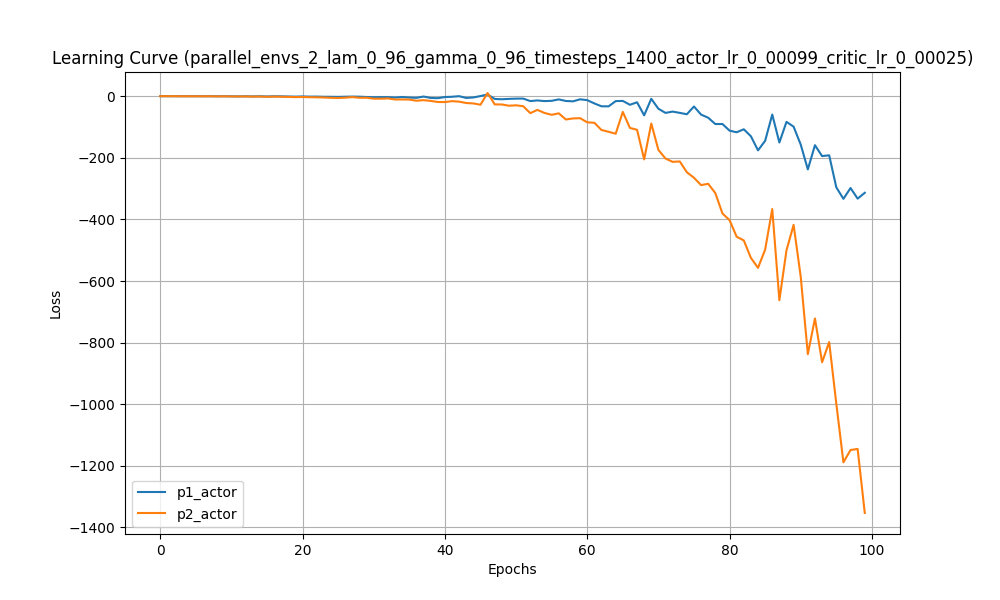 Learning Curve (parallel_envs_2_lam_0_96_gamma_0_96_timesteps_1400_actor_lr_0_00099_critic_lr_0_00025)
0
−200
−400
−600
−800
−1000
−1200
−1400
Loss
p1_actor
p2_actor
0 20 40 60 80 100
Epochs